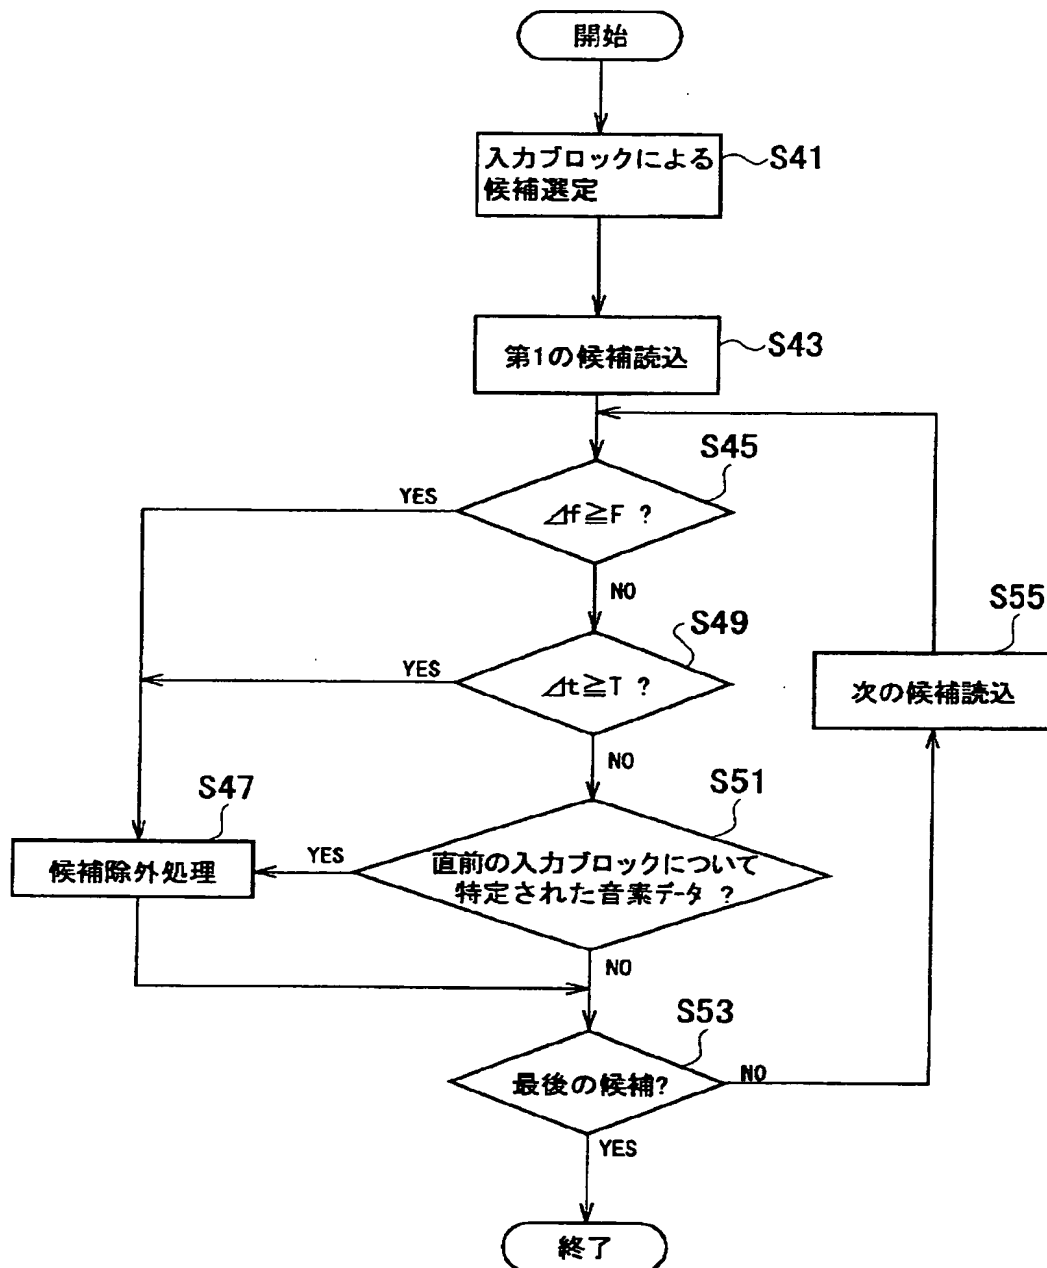 開始
入力ブロックによる
候補選定
S41
第1の候補読込
S43
S45
YES
⊿f≧F ?
NO
S49
S55
YES
⊿t≧T ?
次の候補読込
NO
S47
S51
候補除外処理
YES
直前の入力ブロックについて
特定された音素データ ?
NO
S53
最後の候補?
NO
YES
終了